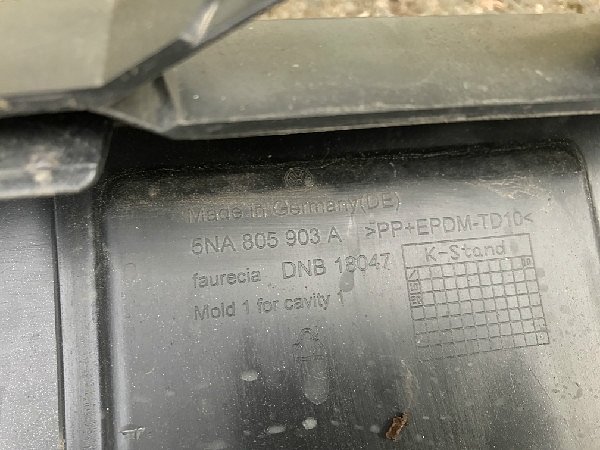 Made in Germany(DE)
5NA 805 903 A >PP+EPDM-TD10<
faurecia DNB 18047
K-Stand
Mold 1 for cavity 1